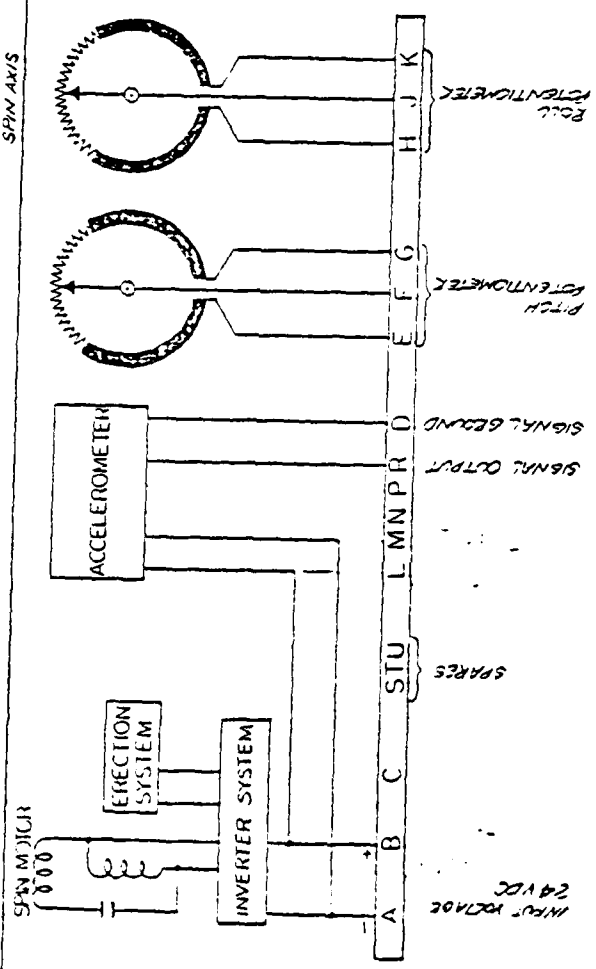 SPIN AXIS
SPIN MOTOR
ERECTION
SYSTEM
INVERTER SYSTEM
ACCELEROMETER
A
B
C
STU
L
M
N
P
R
D
E
F
G
H
J
K
-
+
INPUT VOLTAGE
24 VDC
SPARES
SIGNAL OUTPUT
SIGNAL GROUND
PITCH
POTENTIOMETER
ROLL
POTENTIOMETER